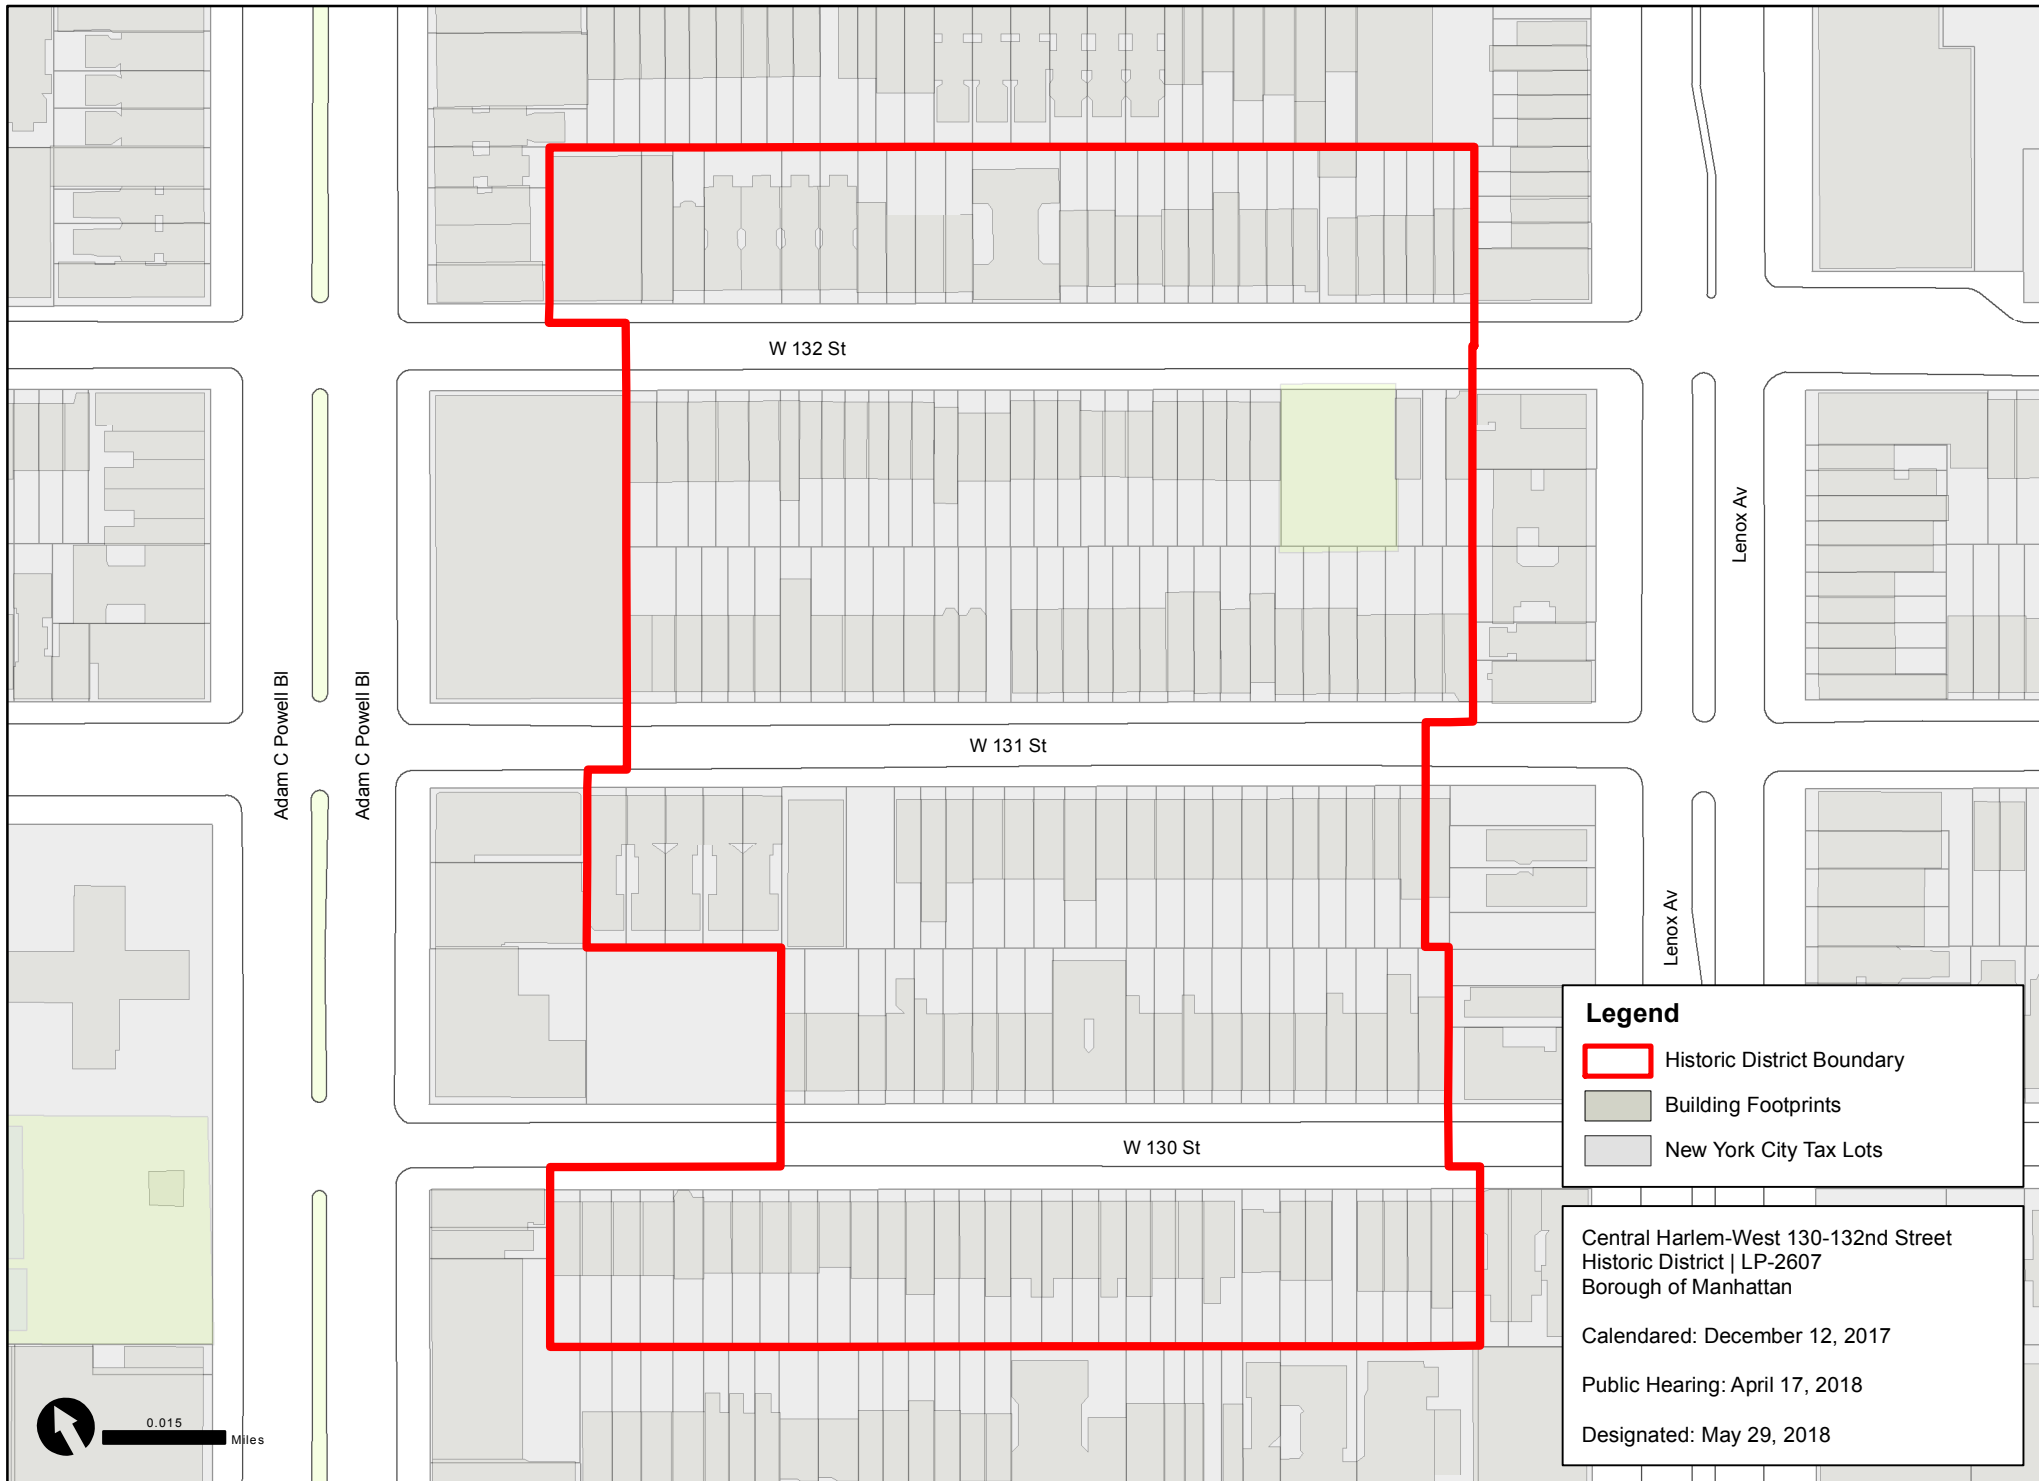 W 132 St
Lenox Av
Adam C Powell Bl
Adam C Powell Bl
W 131 St
Lenox Av
W 130 St
Legend
Historic District Boundary
Building Footprints
New York City Tax Lots
Central Harlem-West 130-132nd Street
Historic District | LP-2607
Borough of Manhattan
Calendared: December 12, 2017
Public Hearing: April 17, 2018
Designated: May 29, 2018
0.015
Miles